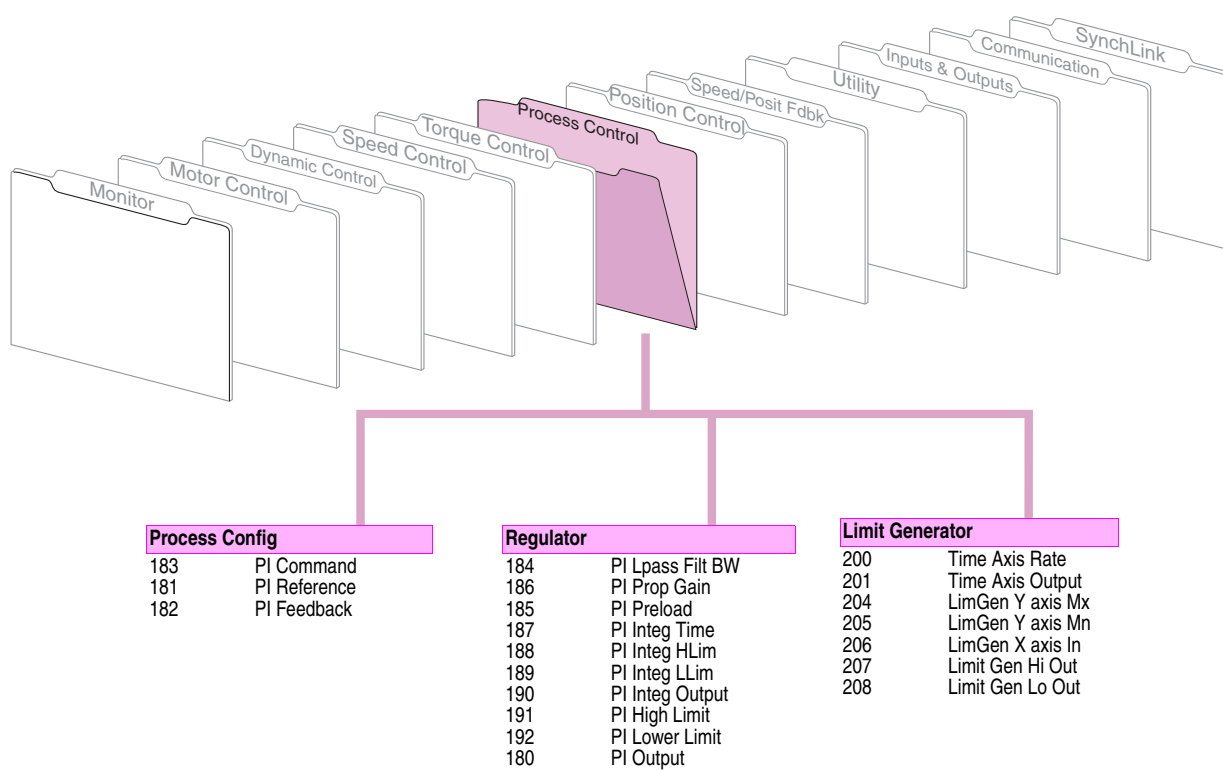 SynchLink
Communication
Inputs & Outputs
Utility
Speed/Posit Fdbk
Position Control
Process Control
Torque Control
Speed Control
Dynamic Control
Motor Control
Monitor
Process Config
183 PI Command
181 PI Reference
182 PI Feedback
Regulator
184 PI Lpass Filt BW
186 PI Prop Gain
185 PI Preload
187 PI Integ Time
188 PI Integ HLim
189 PI Integ LLim
190 PI Integ Output
191 PI High Limit
192 PI Lower Limit
180 PI Output
Limit Generator
200 Time Axis Rate
201 Time Axis Output
204 LimGen Y axis Mx
205 LimGen Y axis Mn
206 LimGen X axis In
207 Limit Gen Hi Out
208 Limit Gen Lo Out